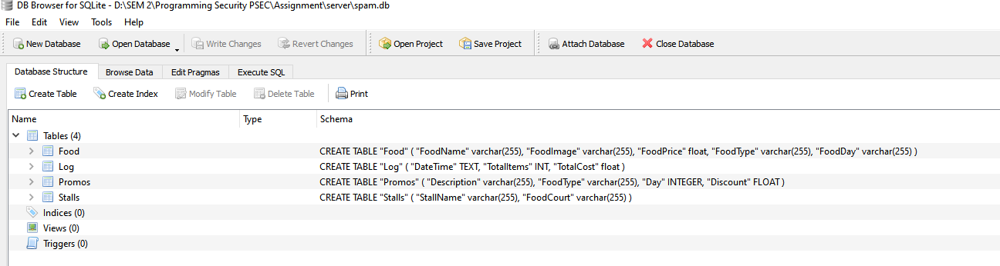 DB Browser for SQLite - D:\SEM 2\Programming Security PSEC\Assignment\server\spam.db
File Edit View Tools Help
New Database Open Database Write Changes Revert Changes Open Project Save Project Attach Database Close Database
Database Structure Browse Data Edit Pragmas Execute SQL
Create Table Create Index Modify Table Delete Table Print
Name Type Schema
Tables (4)
Food CREATE TABLE "Food" ( "FoodName" varchar(255), "FoodImage" varchar(255), "FoodPrice" float, "FoodType" varchar(255), "FoodDay" varchar(255) )
Log CREATE TABLE "Log" ( "DateTime" TEXT, "TotalItems" INT, "TotalCost" float )
Promos CREATE TABLE "Promos" ( "Description" varchar(255), "FoodType" varchar(255), "Day" INTEGER, "Discount" FLOAT )
Stalls CREATE TABLE "Stalls" ( "StallName" varchar(255), "FoodCourt" varchar(255) )
Indices (0)
Views (0)
Triggers (0)